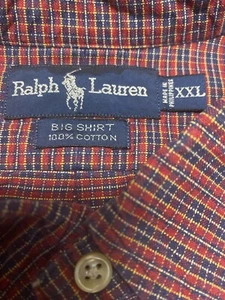 Ralph Lauren
MADE IN
PHILIPPINES
XXL
BIG SHIRT
100% COTTON